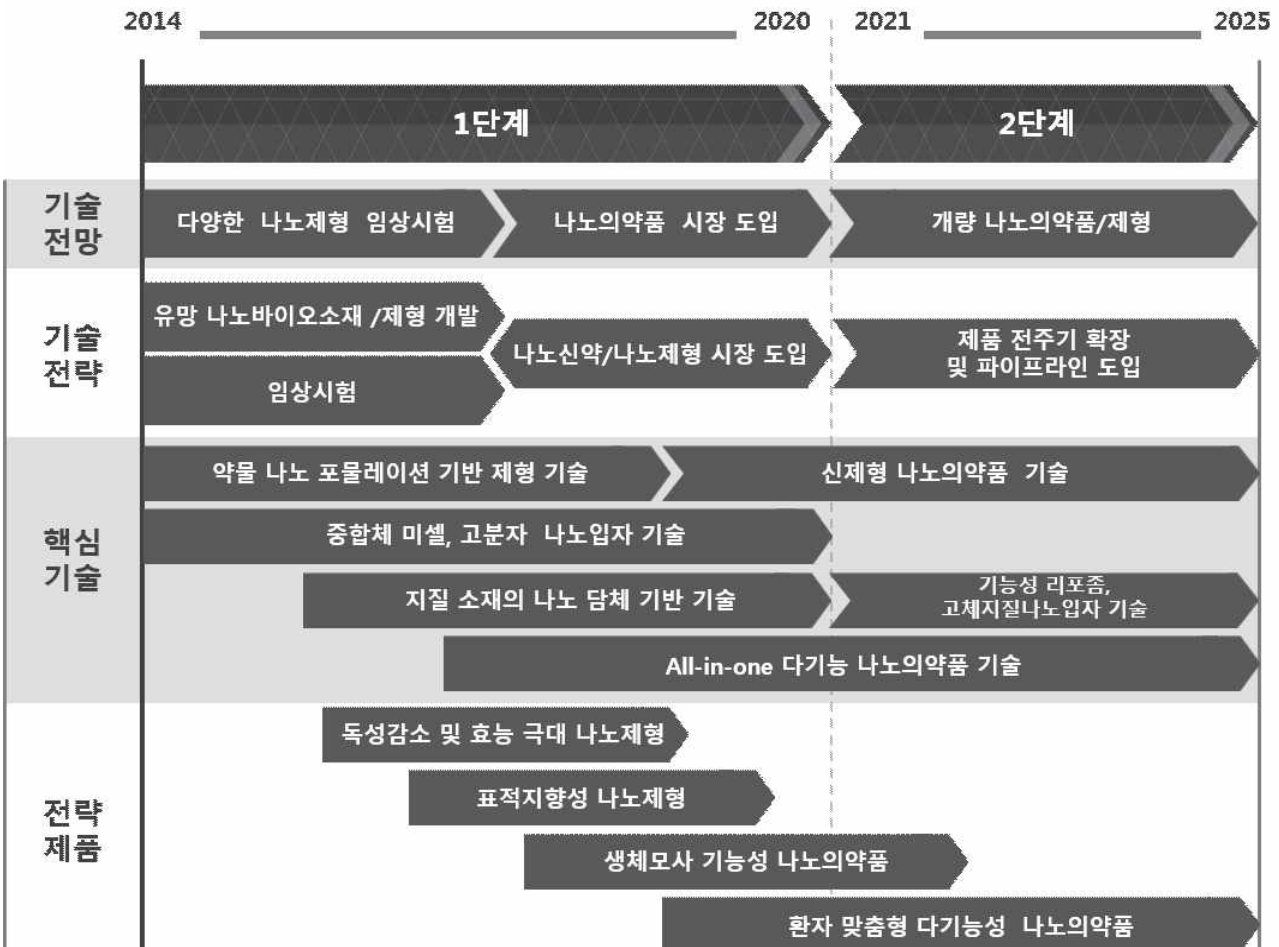 2014
2020
2021
2025
1단계
2단계
기술
전망
다양한 나노제형 임상시험
나노의약품 시장 도입
개량 나노의약품/제형
기술
전략
유망 나노바이오소재 /제형 개발
임상시험
나노신약/나노제형 시장 도입
제품 전주기 확장
및 파이프라인 도입
핵심
기술
약물 나노 포물레이션 기반 제형 기술
신제형 나노의약품 기술
중합체 미셀, 고분자 나노입자 기술
지질 소재의 나노 담체 기반 기술
기능성 리포좀,
고체지질나노입자 기술
All-in-one 다기능 나노의약품 기술
전략
제품
독성감소 및 효능 극대 나노제형
표적지향성 나노제형
생체모사 기능성 나노의약품
환자 맞춤형 다기능성 나노의약품